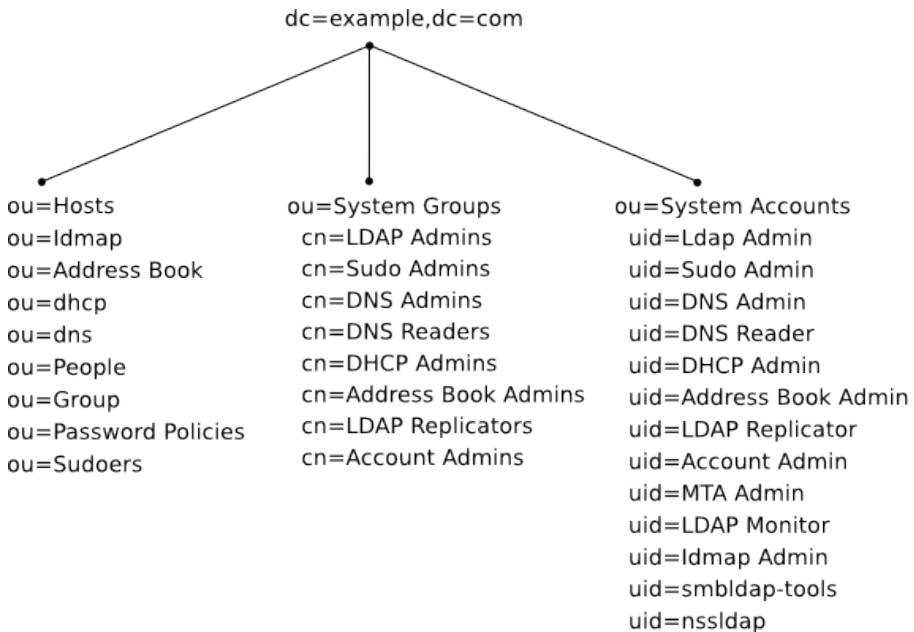 dc=example,dc=com
ou=Hosts
ou=Idmap
ou=Address Book
ou=dhcp
ou=dns
ou=People
ou=Group
ou=Password Policies
ou=Sudoers
ou=System Groups
cn=LDAP Admins
cn=Sudo Admins
cn=DNS Admins
cn=DNS Readers
cn=DHCP Admins
cn=Address Book Admins
cn=LDAP Replicators
cn=Account Admins
ou=System Accounts
uid=Ldap Admin
uid=Sudo Admin
uid=DNS Admin
uid=DNS Reader
uid=DHCP Admin
uid=Address Book Admin
uid=LDAP Replicator
uid=Account Admin
uid=MTA Admin
uid=LDAP Monitor
uid=Idmap Admin
uid=smbldap-tools
uid=nssldap